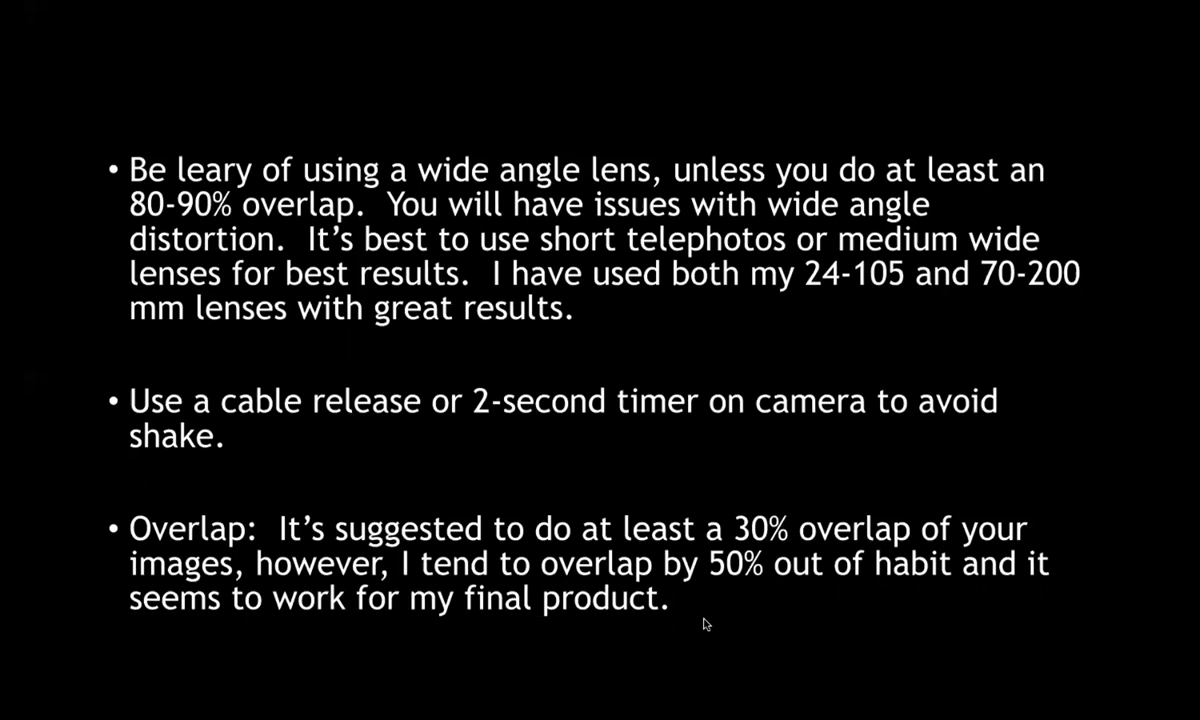 • Be leary of using a wide angle lens, unless you do at least an
80-90% overlap.  You will have issues with wide angle
distortion.  It’s best to use short telephotos or medium wide
lenses for best results.  I have used both my 24-105 and 70-200
mm lenses with great results.
• Use a cable release or 2-second timer on camera to avoid
shake.
• Overlap:  It’s suggested to do at least a 30% overlap of your
images, however, I tend to overlap by 50% out of habit and it
seems to work for my final product.